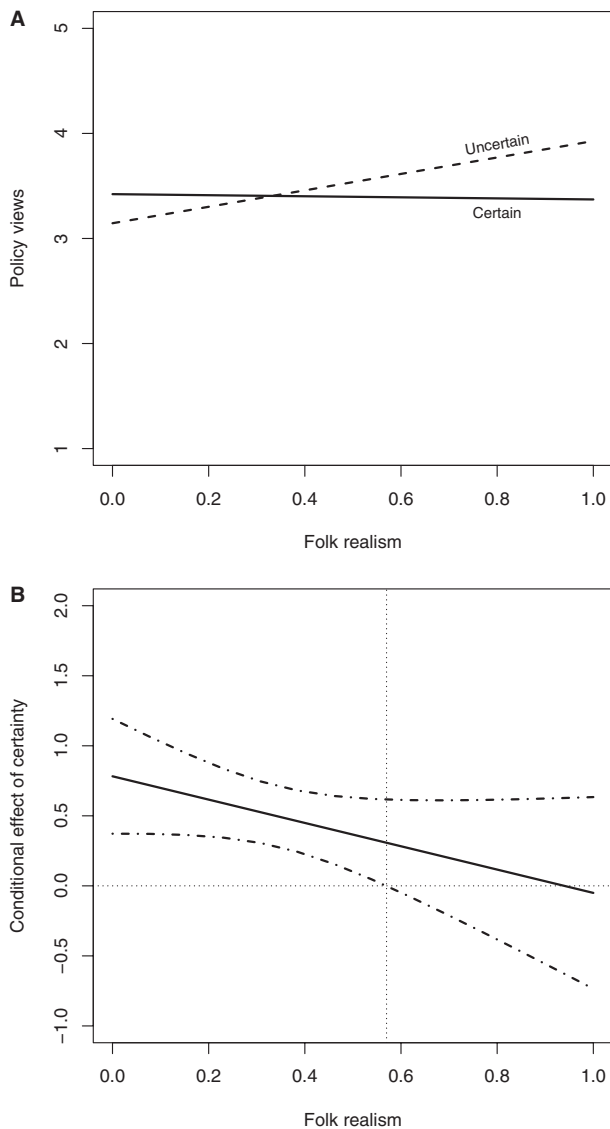 A
5
4
3
2
1
Policy views
Uncertain
Certain
0.0 0.2 0.4 0.6 0.8 1.0
Folk realism
B
2.0
1.5
1.0
0.5
0.0
−0.5
−1.0
Conditional effect of certainty
0.0 0.2 0.4 0.6 0.8 1.0
Folk realism